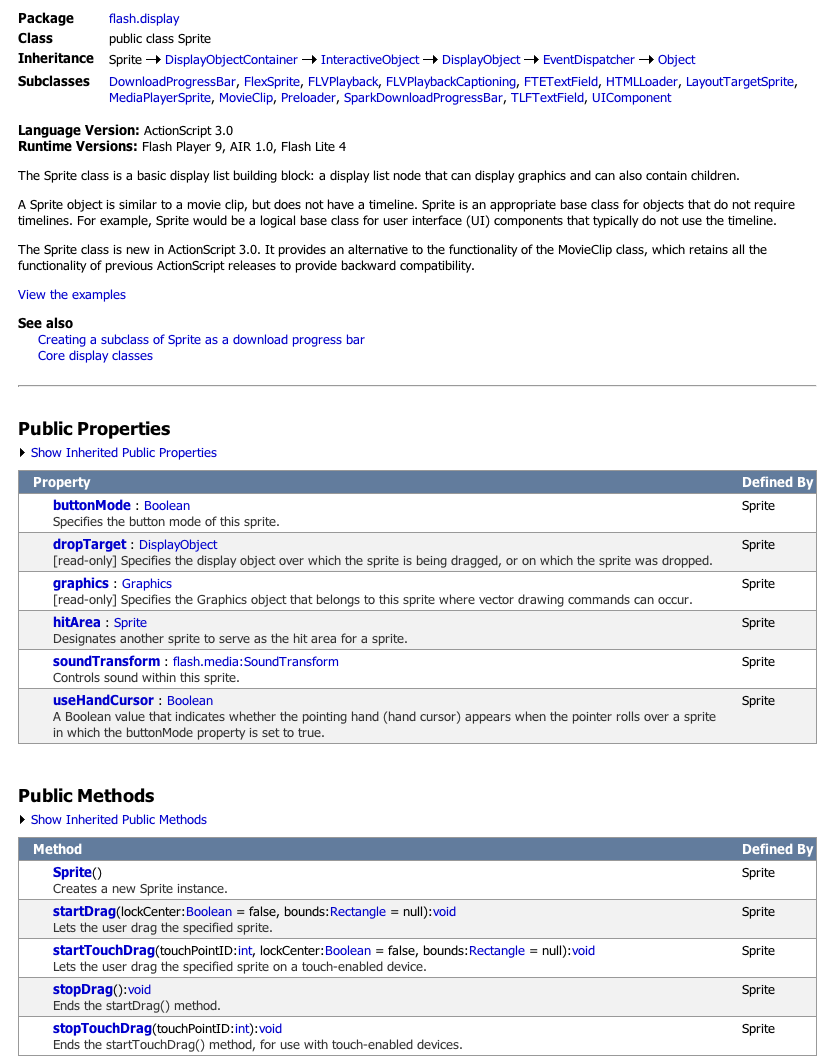 Package flash.display
Class public class Sprite
Inheritance Sprite → DisplayObjectContainer → InteractiveObject → DisplayObject → EventDispatcher → Object
Subclasses DownloadProgressBar, FlexSprite, FLVPlayback, FLVPlaybackCaptioning, FTETextField, HTMLLoader, LayoutTargetSprite,
MediaPlayerSprite, MovieClip, Preloader, SparkDownloadProgressBar, TLFTextField, UIComponent
Language Version: ActionScript 3.0
Runtime Versions: Flash Player 9, AIR 1.0, Flash Lite 4
The Sprite class is a basic display list building block: a display list node that can display graphics and can also contain children.
A Sprite object is similar to a movie clip, but does not have a timeline. Sprite is an appropriate base class for objects that do not require
timelines. For example, Sprite would be a logical base class for user interface (UI) components that typically do not use the timeline.
The Sprite class is new in ActionScript 3.0. It provides an alternative to the functionality of the MovieClip class, which retains all the
functionality of previous ActionScript releases to provide backward compatibility.
View the examples
See also
Creating a subclass of Sprite as a download progress bar
Core display classes
Public Properties
Show Inherited Public Properties
Property Defined By
buttonMode : Boolean Sprite
Specifies the button mode of this sprite.
dropTarget : DisplayObject Sprite
[read-only] Specifies the display object over which the sprite is being dragged, or on which the sprite was dropped.
graphics : Graphics Sprite
[read-only] Specifies the Graphics object that belongs to this sprite where vector drawing commands can occur.
hitArea : Sprite Sprite
Designates another sprite to serve as the hit area for a sprite.
soundTransform : flash.media:SoundTransform Sprite
Controls sound within this sprite.
useHandCursor : Boolean Sprite
A Boolean value that indicates whether the pointing hand (hand cursor) appears when the pointer rolls over a sprite
in which the buttonMode property is set to true.
Public Methods
Show Inherited Public Methods
Method Defined By
Sprite() Sprite
Creates a new Sprite instance.
startDrag(lockCenter:Boolean = false, bounds:Rectangle = null):void Sprite
Lets the user drag the specified sprite.
startTouchDrag(touchPointID:int, lockCenter:Boolean = false, bounds:Rectangle = null):void Sprite
Lets the user drag the specified sprite on a touch-enabled device.
stopDrag():void Sprite
Ends the startDrag() method.
stopTouchDrag(touchPointID:int):void Sprite
Ends the startTouchDrag() method, for use with touch-enabled devices.